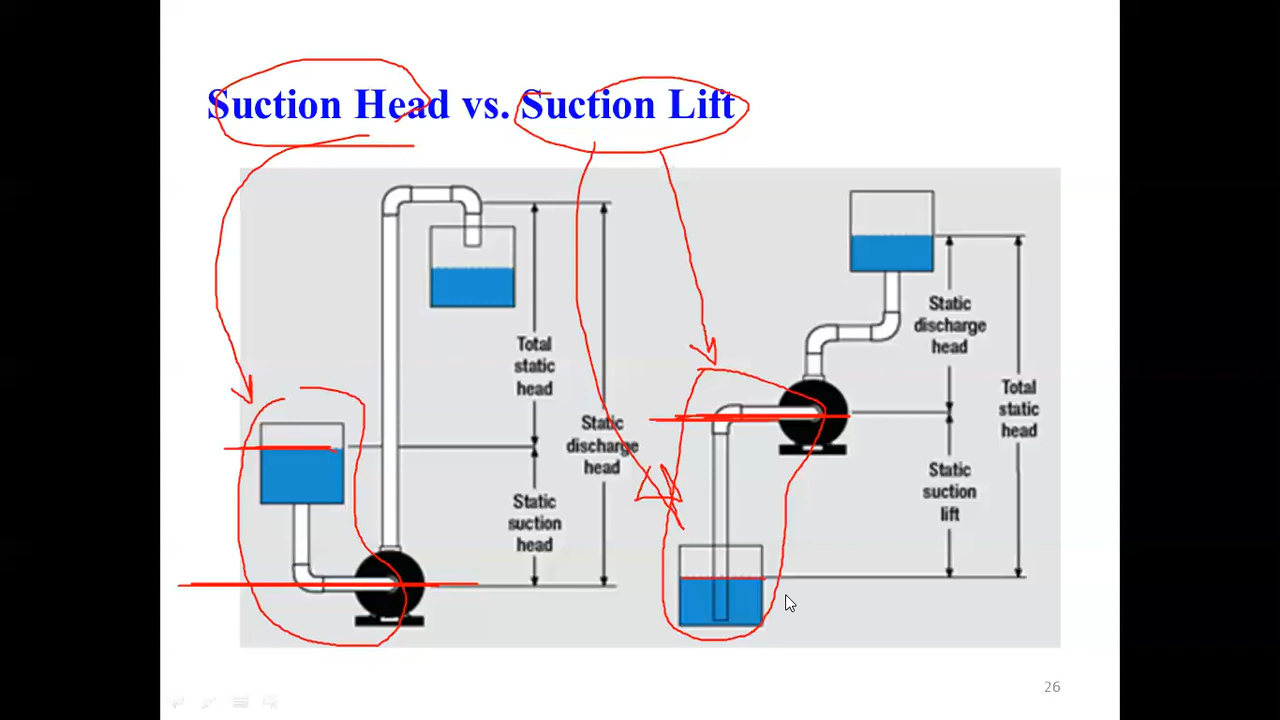 Suction Head vs. Suction Lift
Total
static
head
Static
discharge
head
Static
suction
head
Static
discharge
head
Total
static
head
Static
suction
lift
26